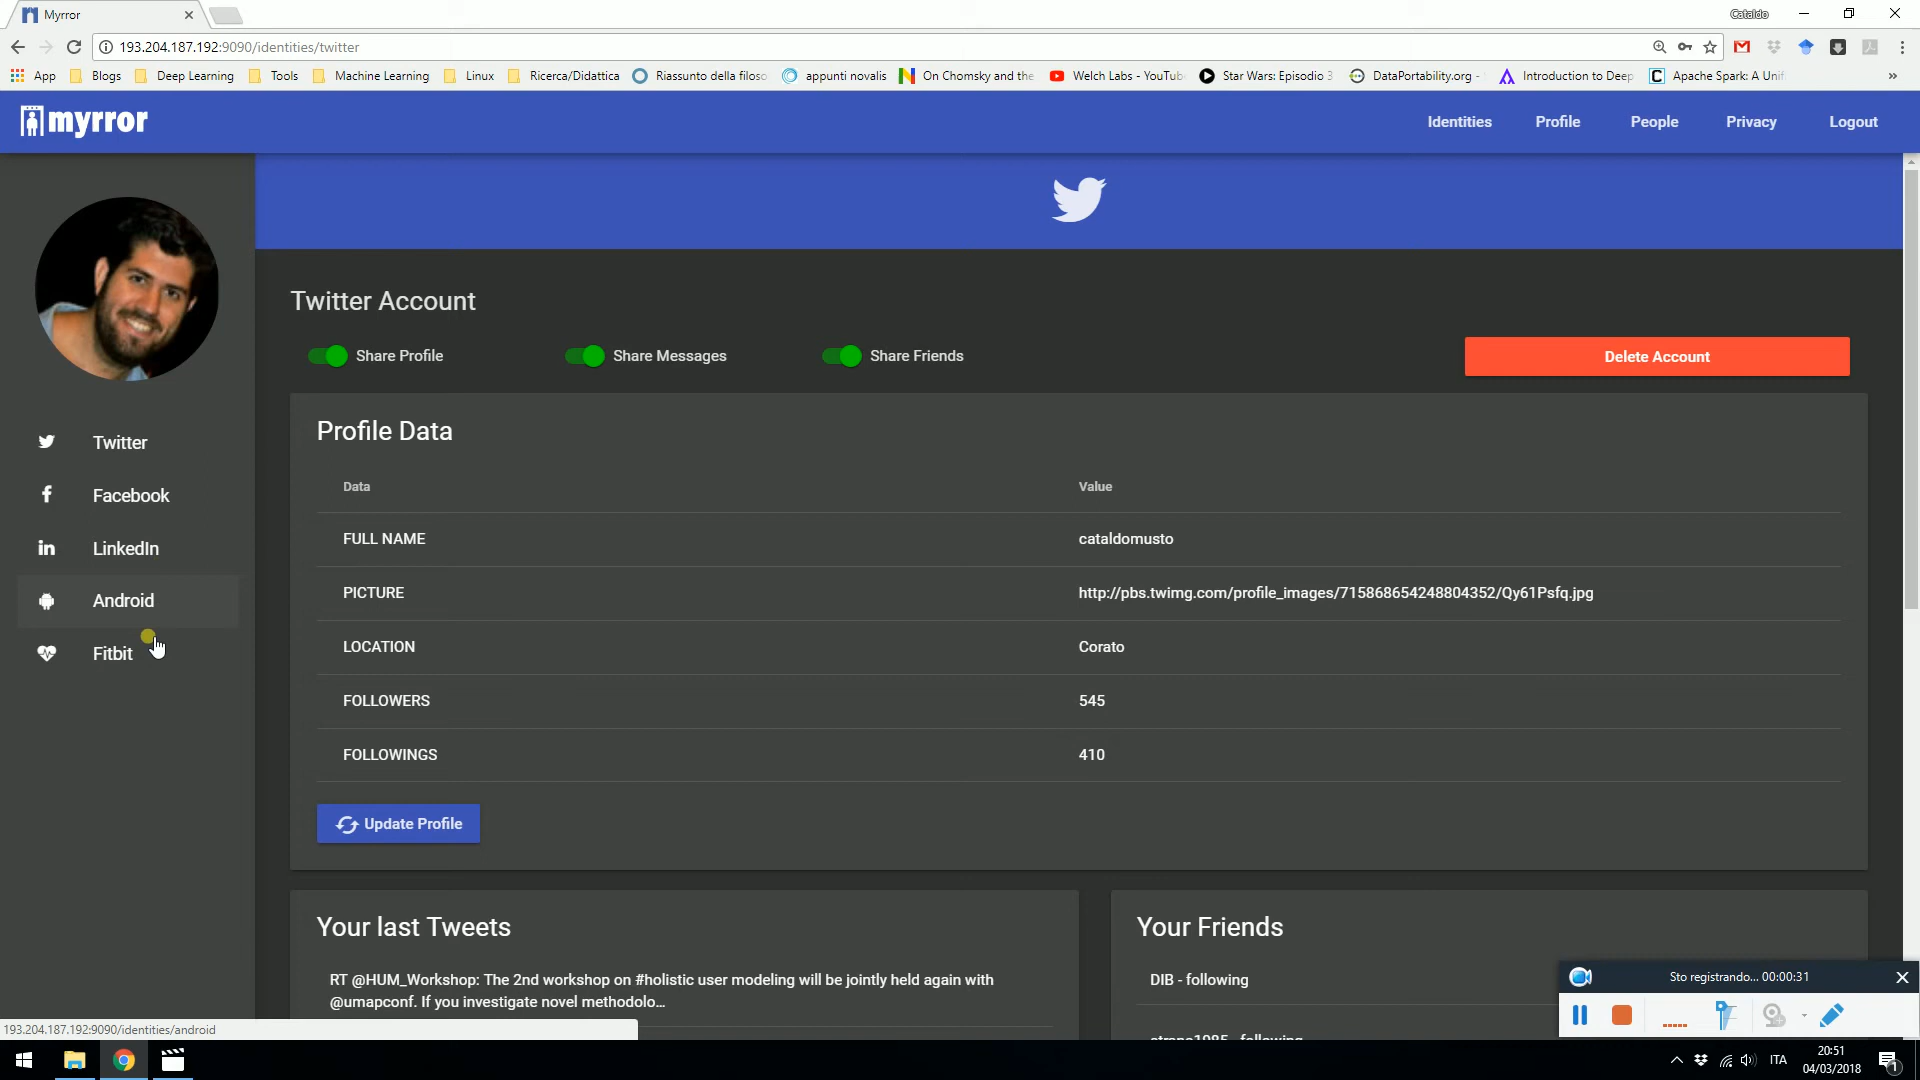 Myrror
Cataldo
193.204.187.192:9090/identities/twitter
App Blogs Deep Learning Tools Machine Learning Linux Ricerca/Didattica Riassunto della filoso appunti novalis On Chomsky and the Welch Labs - YouTub Star Wars: Episodio 3 DataPortability.org - Introduction to Deep Apache Spark: A Unif »
myrror
Identities Profile People Privacy Logout
Twitter Account
Share Profile Share Messages Share Friends Delete Account
Twitter
Facebook
LinkedIn
Android
Fitbit
Profile Data
Data Value
FULL NAME cataldomusto
PICTURE http://pbs.twimg.com/profile_images/715868654248804352/Qy61Psfq.jpg
LOCATION Corato
FOLLOWERS 545
FOLLOWINGS 410
Update Profile
Your last Tweets
RT @HUM_Workshop: The 2nd workshop on #holistic user modeling will be jointly held again with
@umapconf. If you investigate novel methodolo...
Your Friends
DIB - following
Sto registrando... 00:00:31
193.204.187.192:9090/identities/android
ITA
20:51
04/03/2018
1